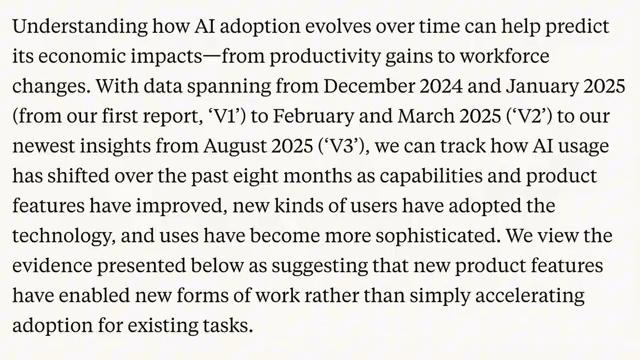 Understanding how AI adoption evolves over time can help predict
its economic impacts—from productivity gains to workforce
changes. With data spanning from December 2024 and January 2025
(from our first report, ‘V1’) to February and March 2025 (‘V2’) to our
newest insights from August 2025 (‘V3’), we can track how AI usage
has shifted over the past eight months as capabilities and product
features have improved, new kinds of users have adopted the
technology, and uses have become more sophisticated. We view the
evidence presented below as suggesting that new product features
have enabled new forms of work rather than simply accelerating
adoption for existing tasks.